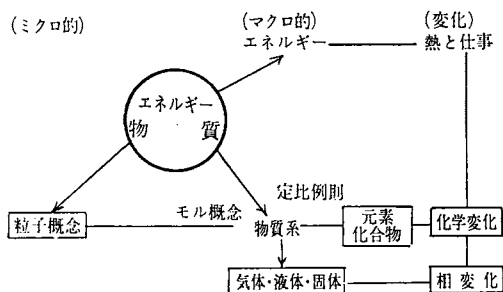 (ミクロ的)
(マクロ的)
(変化)
エネルギー
熱と仕事
エネルギー
物 質
定比例則
モル概念
粒子概念
物質系
元素
化合物
化学変化
気体・液体・固体
相変化